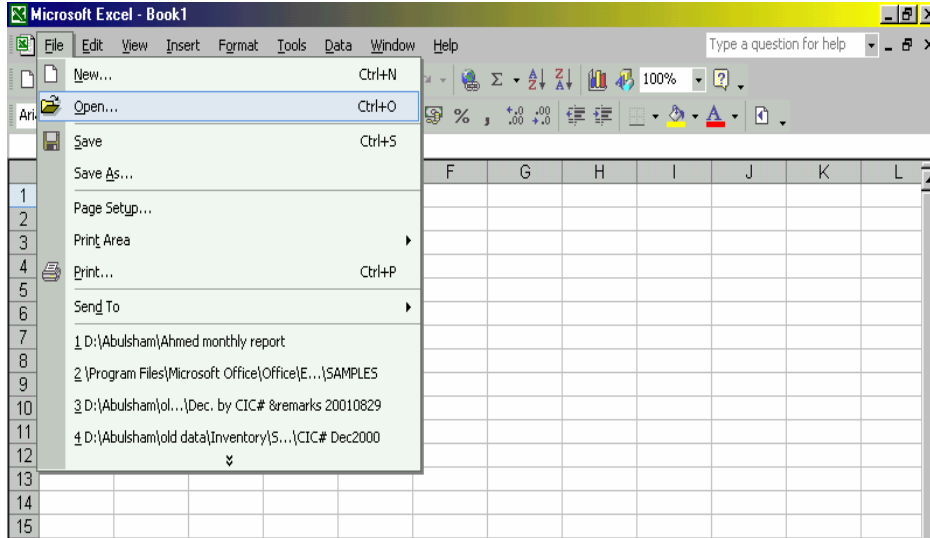 Microsoft Excel - Book1
File Edit View Insert Format Tools Data Window Help Type a question for help
New... Ctrl+N
100%
Open... Ctrl+O
Ari
Save Ctrl+S
Save As...
Page Setup...
Print Area
Print... Ctrl+P
Send To
1 D:\Abulsham\Ahmed monthly report
2 \Program Files\Microsoft Office\Office\E...\SAMPLES
3 D:\Abulsham\ol...\Dec. by CIC# &remarks 20010829
4 D:\Abulsham\old data\Inventory\S...\CIC# Dec2000
F G H I J K L
1
2
3
4
5
6
7
8
9
10
11
12
13
14
15